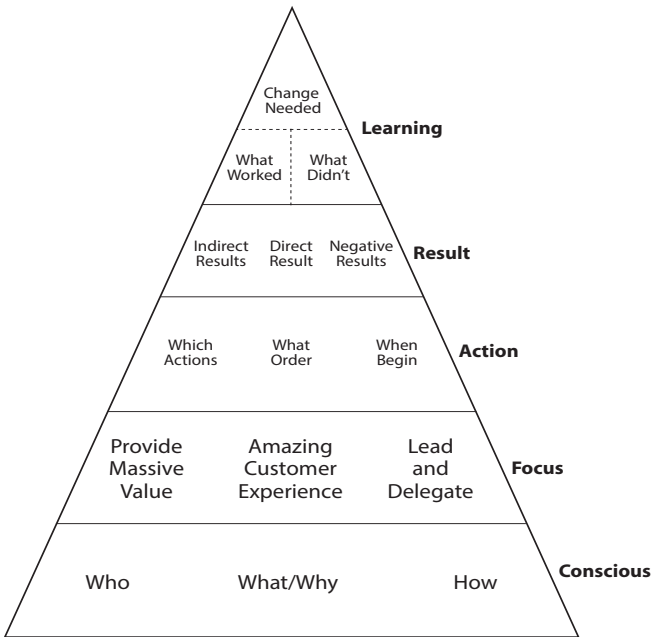 Change
Needed
Learning
What
Worked
What
Didn't
Indirect
Results
Direct
Result
Negative
Results
Result
Which
Actions
What
Order
When
Begin
Action
Provide
Massive
Value
Amazing
Customer
Experience
Lead
and
Delegate
Focus
Who
What/Why
How
Conscious